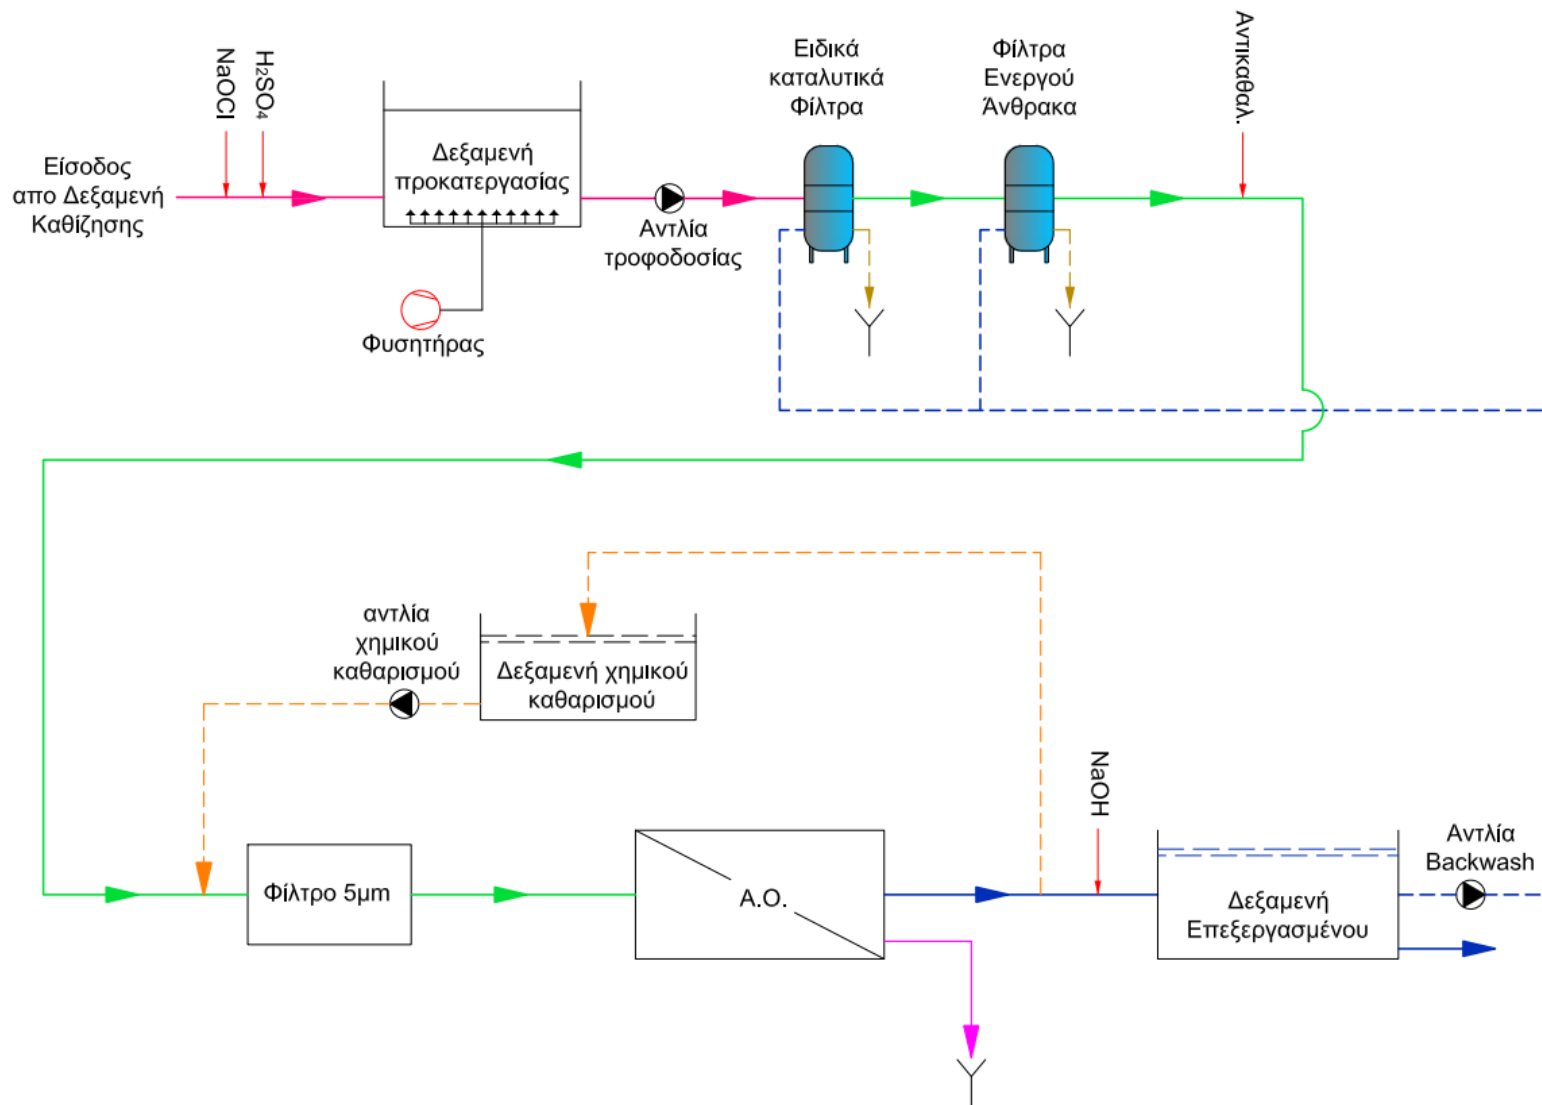 NaOCl
H₂SO₄
Ειδικά
καταλυτικά
Φίλτρα
Φίλτρα
Ενεργού
Άνθρακα
Αντικαθαλ.
Είσοδος
απο Δεξαμενή
Καθίζησης
Δεξαμενή
προκατεργασίας
Αντλία
τροφοδοσίας
Φυσητήρας
αντλία
χημικού
καθαρισμού
Δεξαμενή χημικού
καθαρισμού
NaOH
Φίλτρο 5μm
Α.Ο.
Δεξαμενή
Επεξεργασμένου
Αντλία
Backwash